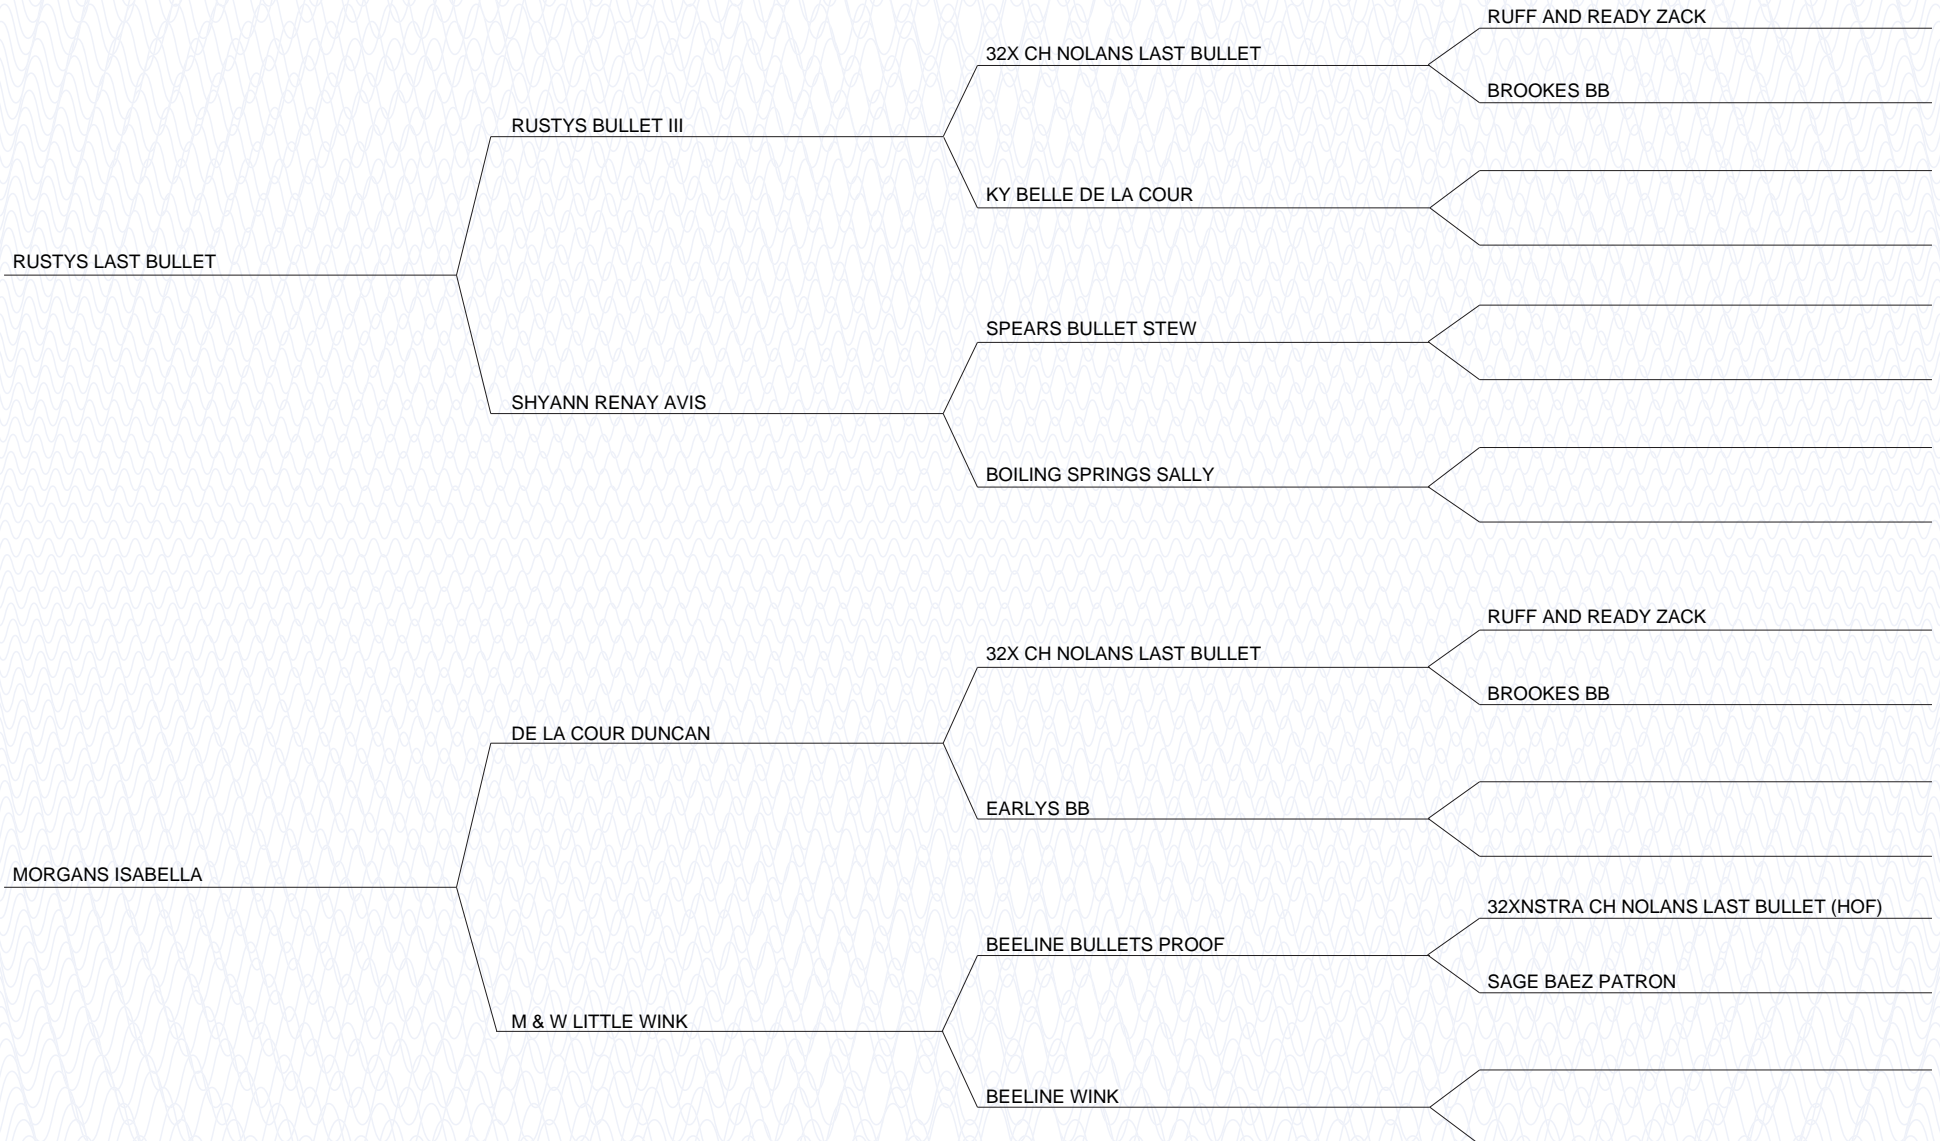 RUFF AND READY ZACK
32X CH NOLANS LAST BULLET
BROOKES BB
RUSTYS BULLET III
KY BELLE DE LA COUR
RUSTYS LAST BULLET
SPEARS BULLET STEW
SHYANN RENAY AVIS
BOILING SPRINGS SALLY
RUFF AND READY ZACK
32X CH NOLANS LAST BULLET
BROOKES BB
DE LA COUR DUNCAN
EARLYS BB
MORGANS ISABELLA
32XNSTRA CH NOLANS LAST BULLET (HOF)
BEELINE BULLETS PROOF
SAGE BAEZ PATRON
M & W LITTLE WINK
BEELINE WINK